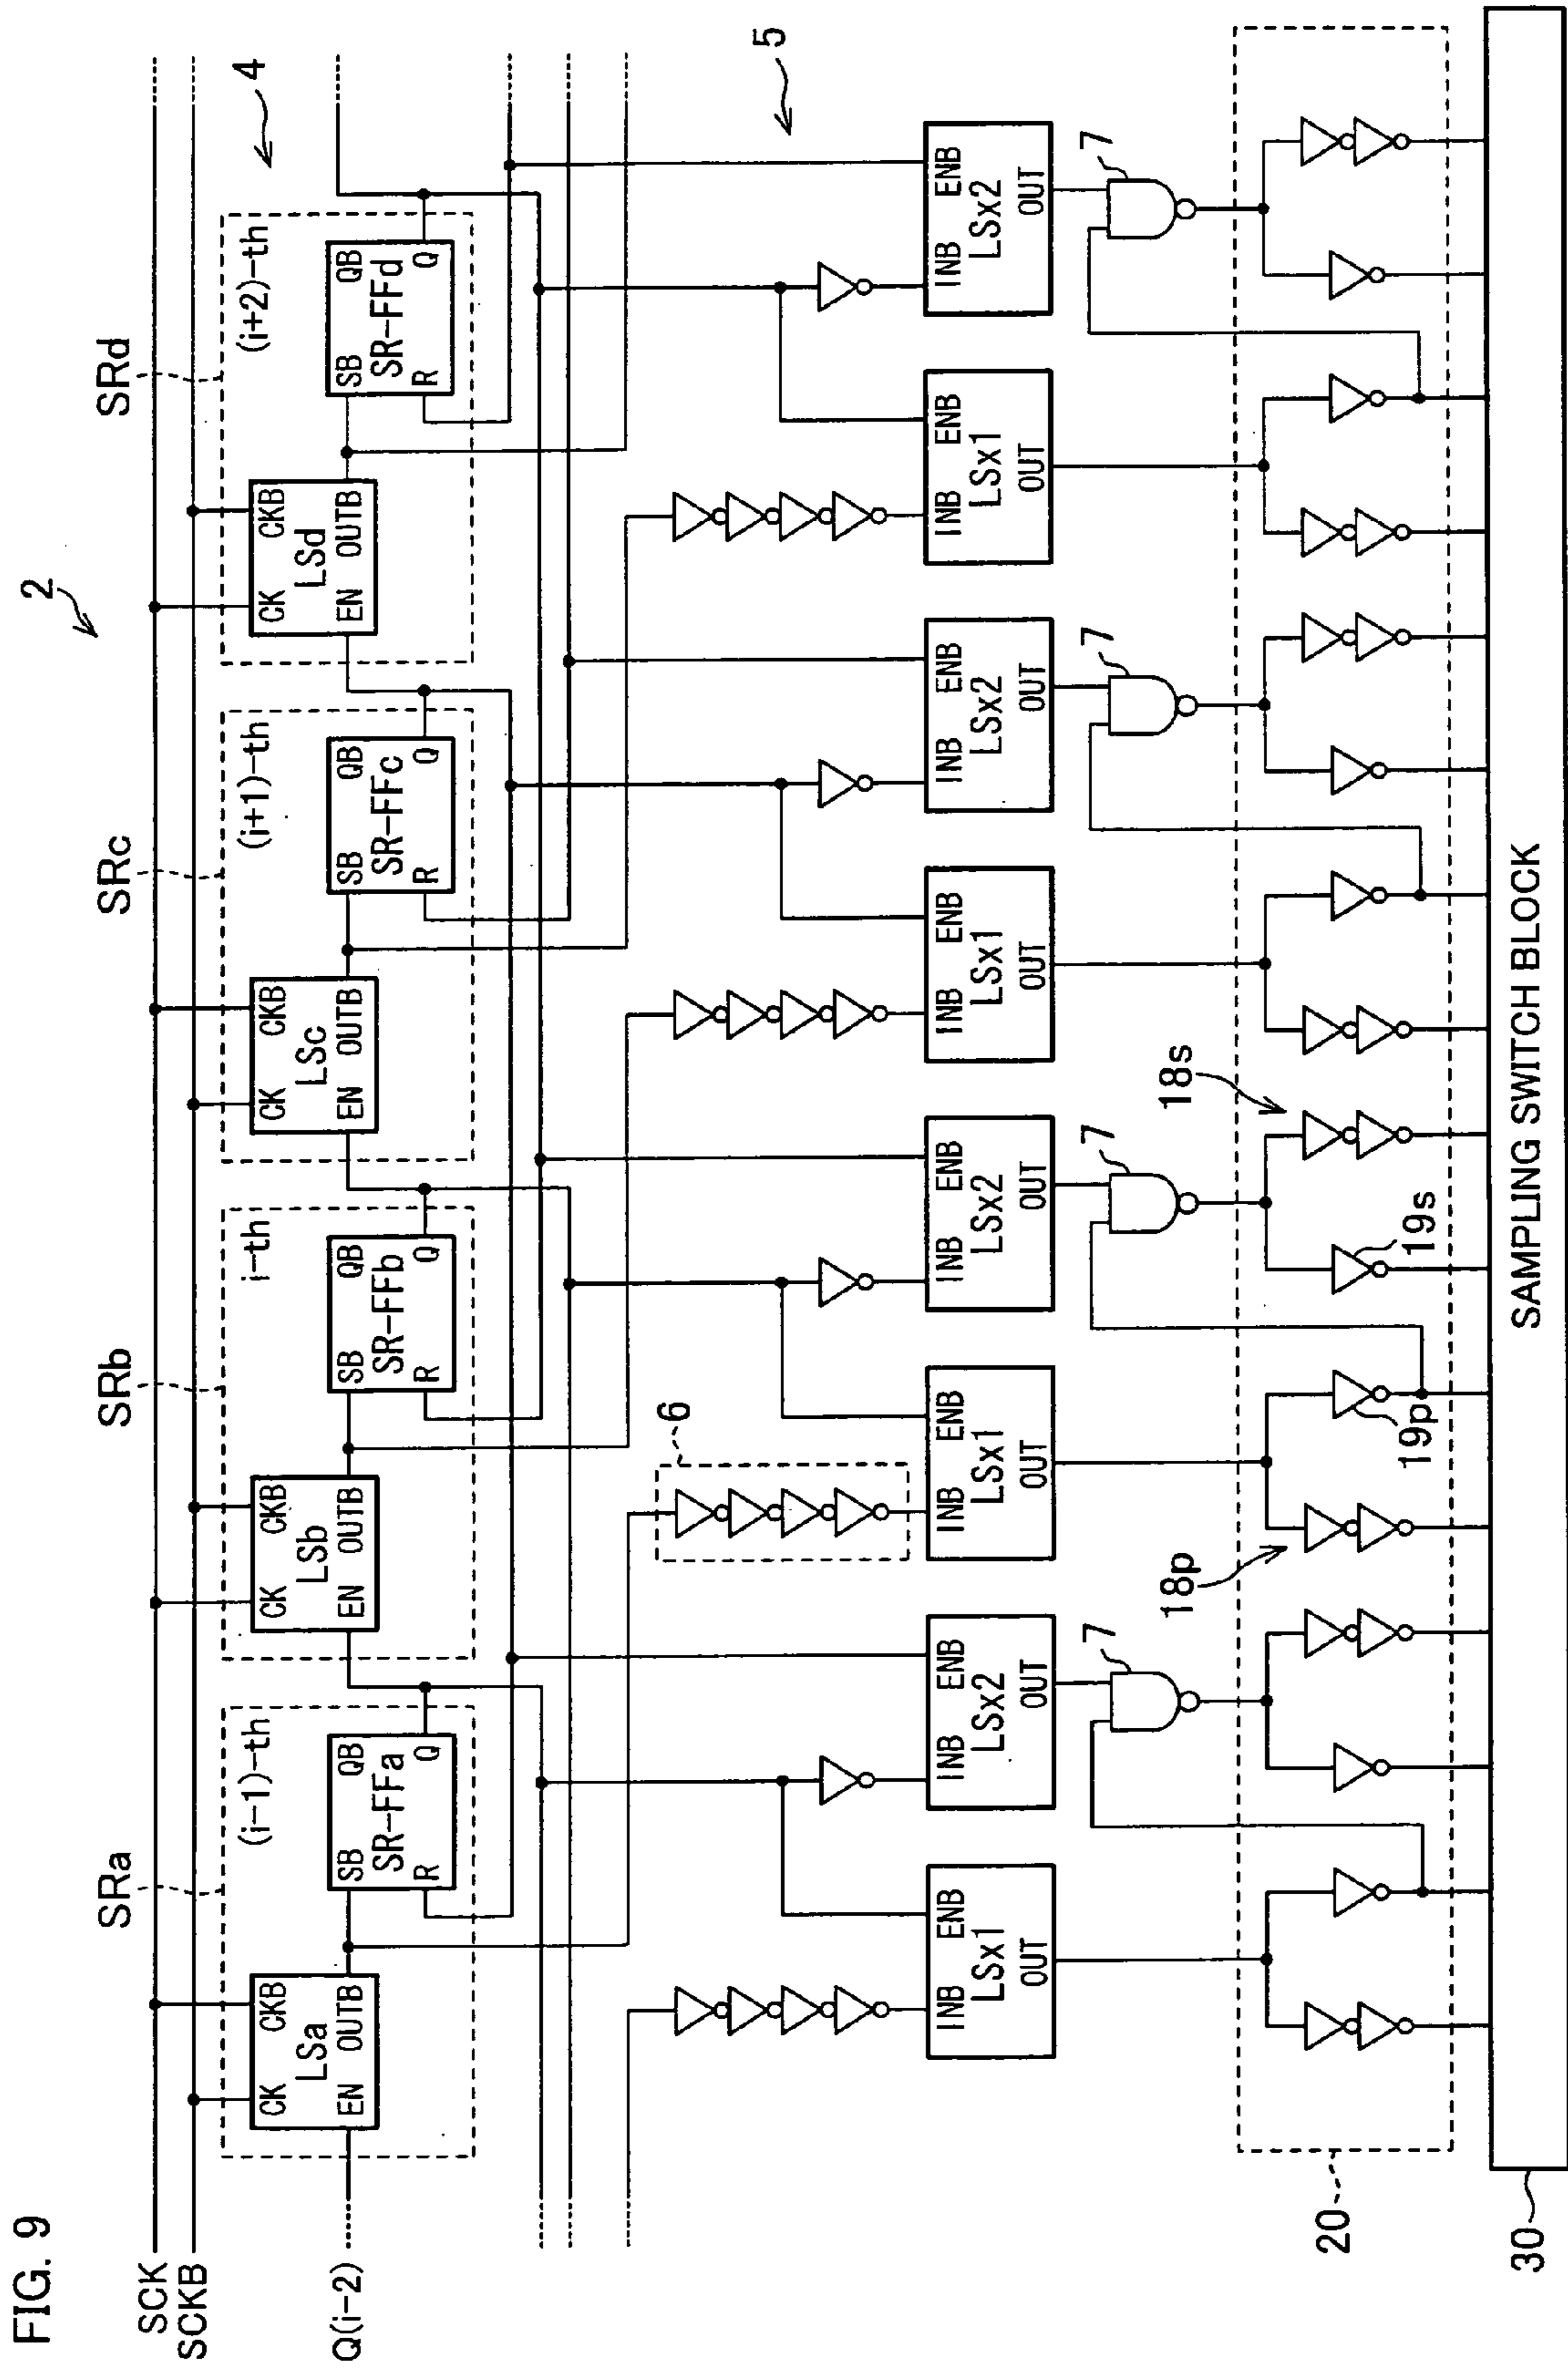 FIG. 9
2
SCK
SCKB
Q(i-2)
4
SRa
SRb
SRc
SRd
(i-1)-th
i-th
(i+1)-th
(i+2)-th
CK CKB
LSa
EN OUTB
SB QB
SR-FFa
R Q
CK CKB
LSb
EN OUTB
SB QB
SR-FFb
R Q
CK CKB
LSc
EN OUTB
SB QB
SR-FFc
R Q
CK CKB
LSd
EN OUTB
SB QB
SR-FFd
R Q
5
6
INB ENB
LSx1
OUT
INB ENB
LSx2
OUT
INB ENB
LSx1
OUT
INB ENB
LSx2
OUT
INB ENB
LSx1
OUT
INB ENB
LSx2
OUT
INB ENB
LSx1
OUT
INB ENB
LSx2
OUT
7
7
7
7
18p
19p
18s
19s
20
30
SAMPLING SWITCH BLOCK